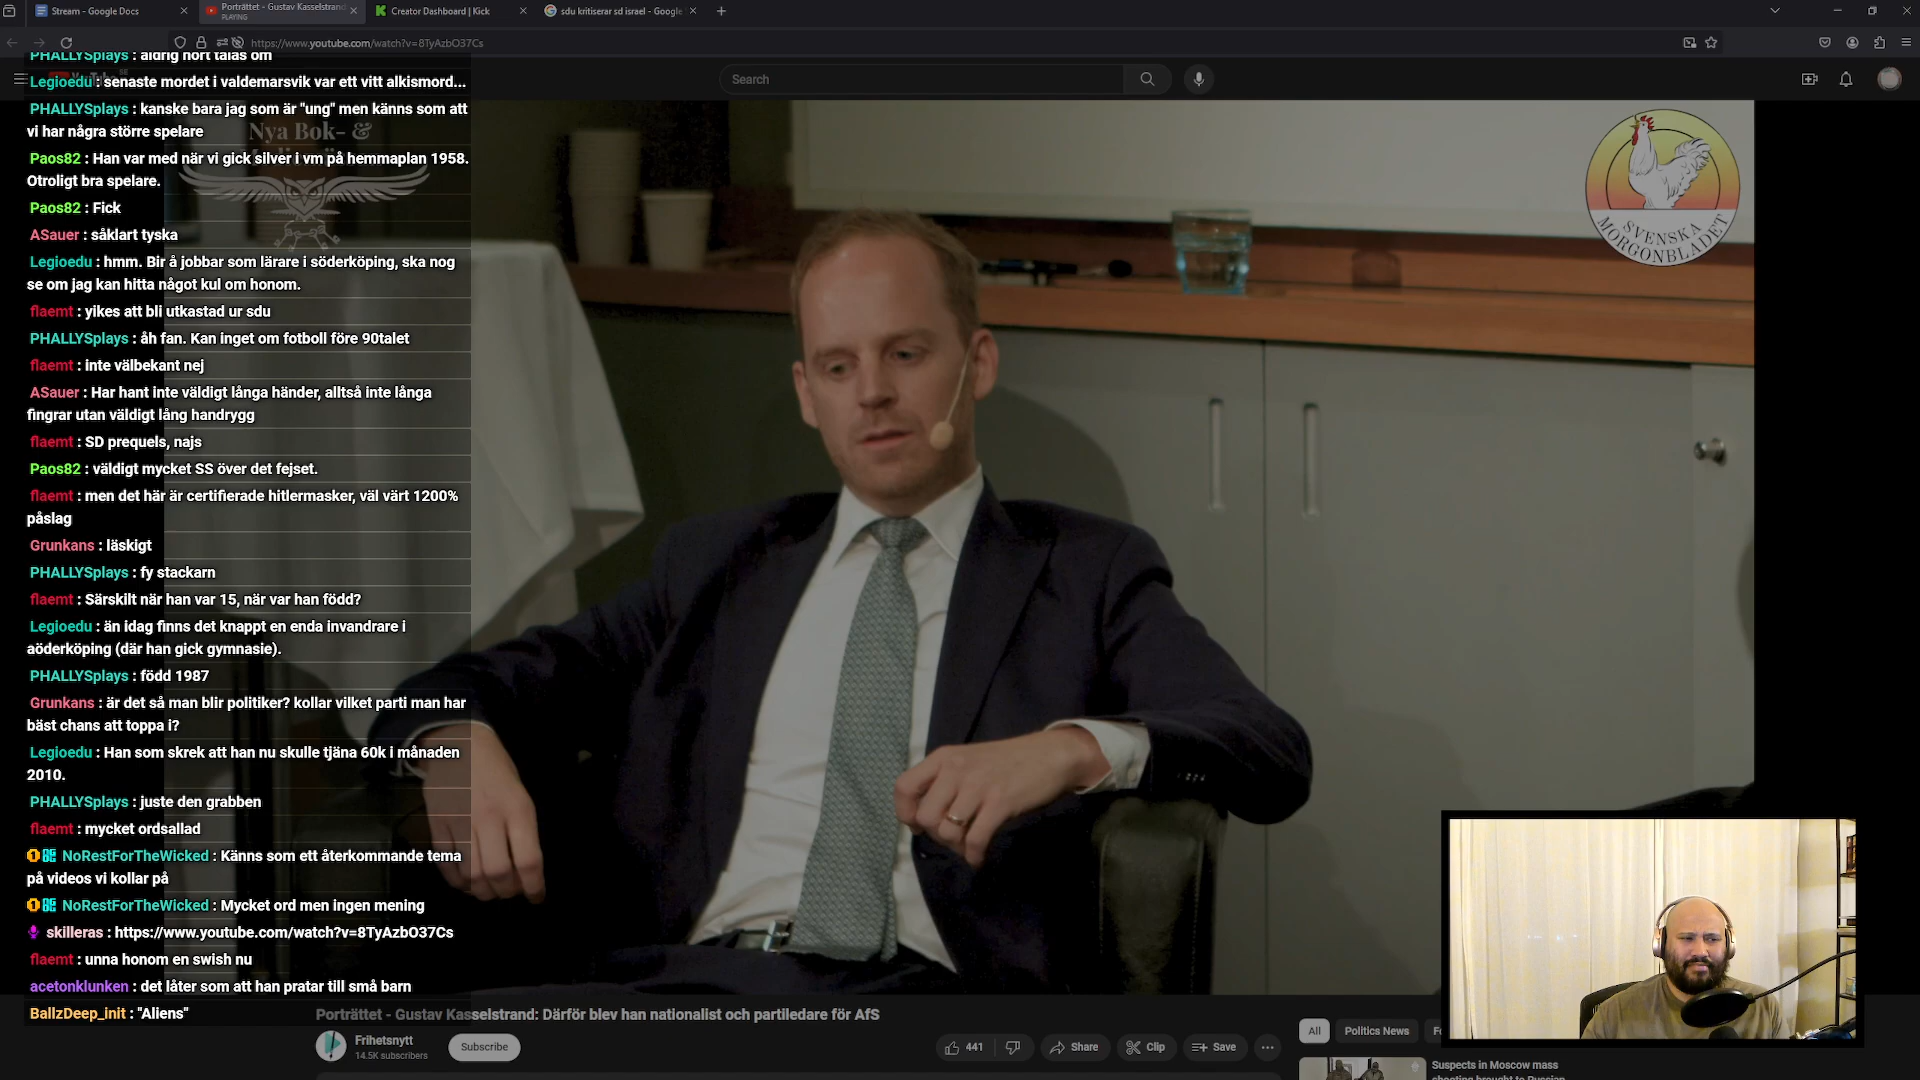 Stream - Google Docs
Porträttet - Gustav Kasselstrand
PLAYING
Creator Dashboard | Kick
sdu kritiserar sd israel - Google
https://www.youtube.com/watch?v=8TyAzbO37Cs
Search
PHALLYSplays : aldrig hört talas om
Legioedu : senaste mordet i valdemarsvik var ett vitt alkismord...
PHALLYSplays : kanske bara jag som är "ung" men känns som att
vi har några större spelare
Nya Bok- &
Paos82 : Han var med när vi gick silver i vm på hemmaplan 1958.
Otroligt bra spelare.
Paos82 : Fick
ASauer : såklart tyska
Legioedu : hmm. Bir å jobbar som lärare i söderköping, ska nog
se om jag kan hitta något kul om honom.
flaemt : yikes att bli utkastad ur sdu
PHALLYSplays : åh fan. Kan inget om fotboll före 90talet
flaemt : inte välbekant nej
ASauer : Har hant inte väldigt långa händer, alltså inte långa
fingrar utan väldigt lång handrygg
flaemt : SD prequels, najs
Paos82 : väldigt mycket SS över det fejset.
flaemt : men det här är certifierade hitlermasker, väl värt 1200%
påslag
Grunkans : läskigt
PHALLYSplays : fy stackarn
flaemt : Särskilt när han var 15, när var han född?
Legioedu : än idag finns det knappt en enda invandrare i
aöderköping (där han gick gymnasie).
PHALLYSplays : född 1987
Grunkans : är det så man blir politiker? kollar vilket parti man har
bäst chans att toppa i?
Legioedu : Han som skrek att han nu skulle tjäna 60k i månaden
2010.
PHALLYSplays : juste den grabben
flaemt : mycket ordsallad
NoRestForTheWicked : Känns som ett återkommande tema
på videos vi kollar på
NoRestForTheWicked : Mycket ord men ingen mening
skilleras : https://www.youtube.com/watch?v=8TyAzbO37Cs
flaemt : unna honom en swish nu
acetonklunken : det låter som att han pratar till små barn
BallzDeep_init : "Aliens"
SVENSKA
MORGONBLADET
Porträttet - Gustav Kasselstrand: Därför blev han nationalist och partiledare för AfS
Frihetsnytt
14.5K subscribers
Subscribe
441
Share
Clip
Save
All
Politics News
Suspects in Moscow mass
shooting brought to Russian